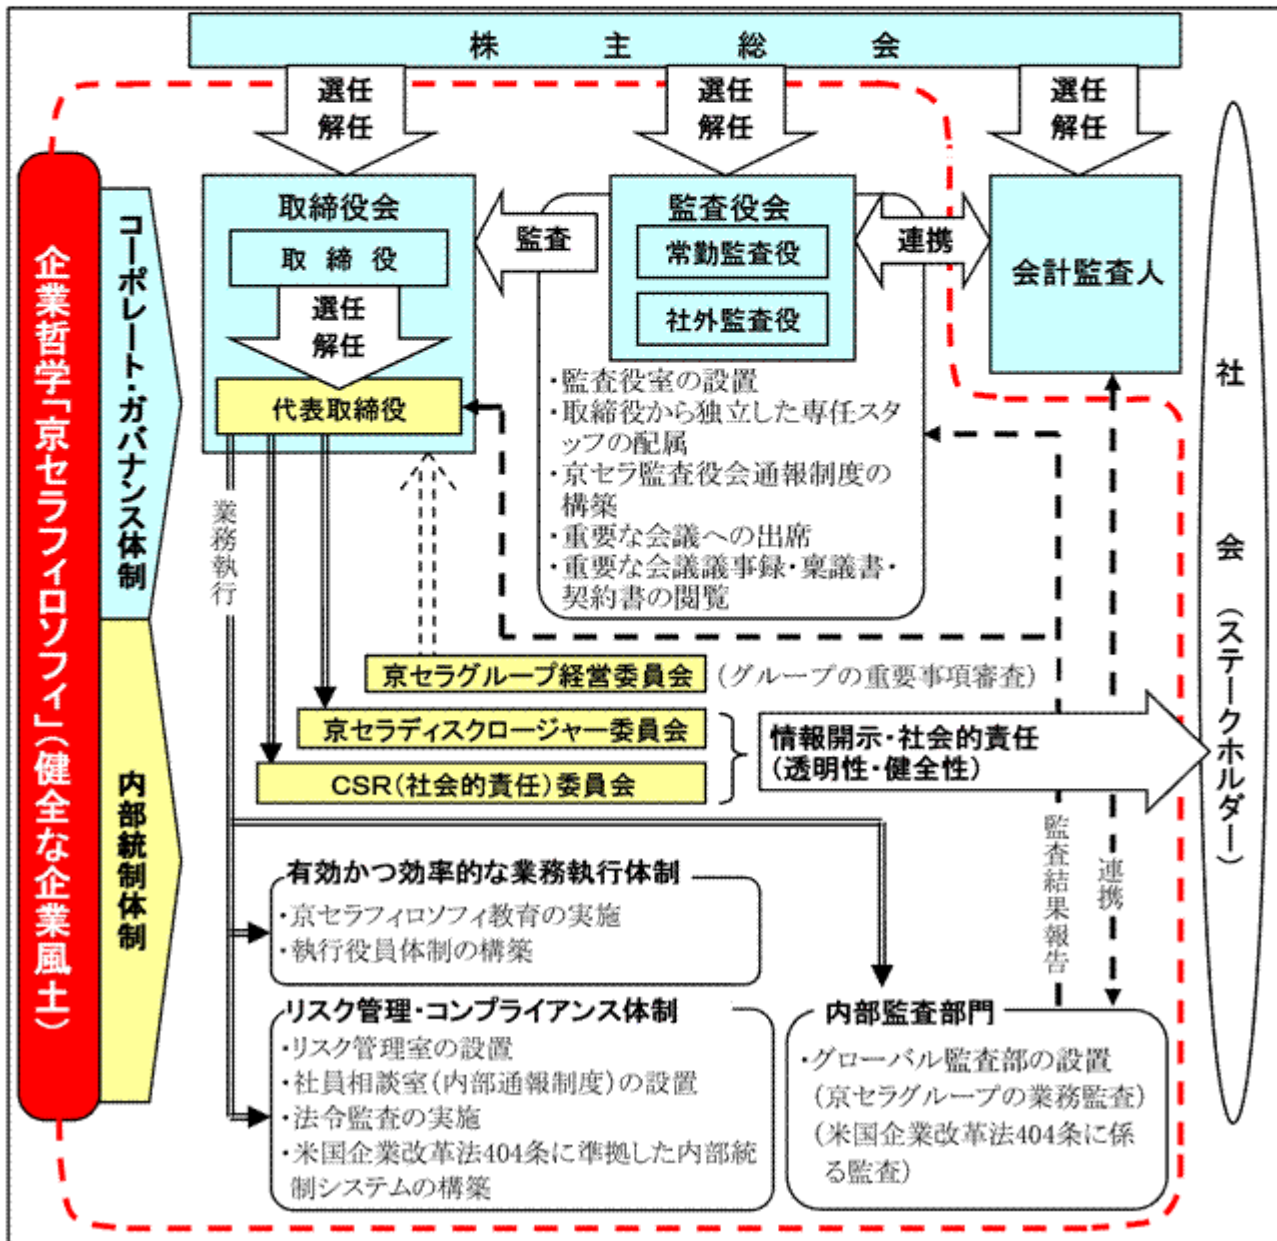 株主総会
選任
解任
選任
解任
選任
解任
企業哲学「京セラフィロソフィ」(健全な企業風土)
コーポレート・ガバナンス体制
内部統制体制
取締役会
取締役
選任
解任
代表取締役
監査
監査役会
常勤監査役
社外監査役
連携
会計監査人
・監査役室の設置
・取締役から独立した専任スタ
ッフの配属
・京セラ監査役会通報制度の
構築
・重要な会議への出席
・重要な会議議事録・稟議書・
契約書の閲覧
業務執行
京セラグループ経営委員会
(グループの重要事項審査)
京セラディスクロージャー委員会
CSR(社会的責任)委員会
情報開示・社会的責任
(透明性・健全性)
社会(ステークホルダー)
監査結果報告
連携
有効かつ効率的な業務執行体制
・京セラフィロソフィ教育の実施
・執行役員体制の構築
リスク管理・コンプライアンス体制
・リスク管理室の設置
・社員相談室(内部通報制度)の設置
・法令監査の実施
・米国企業改革法404条に準拠した内部統
制システムの構築
内部監査部門
・グローバル監査部の設置
(京セラグループの業務監査)
(米国企業改革法404条に係
る監査)